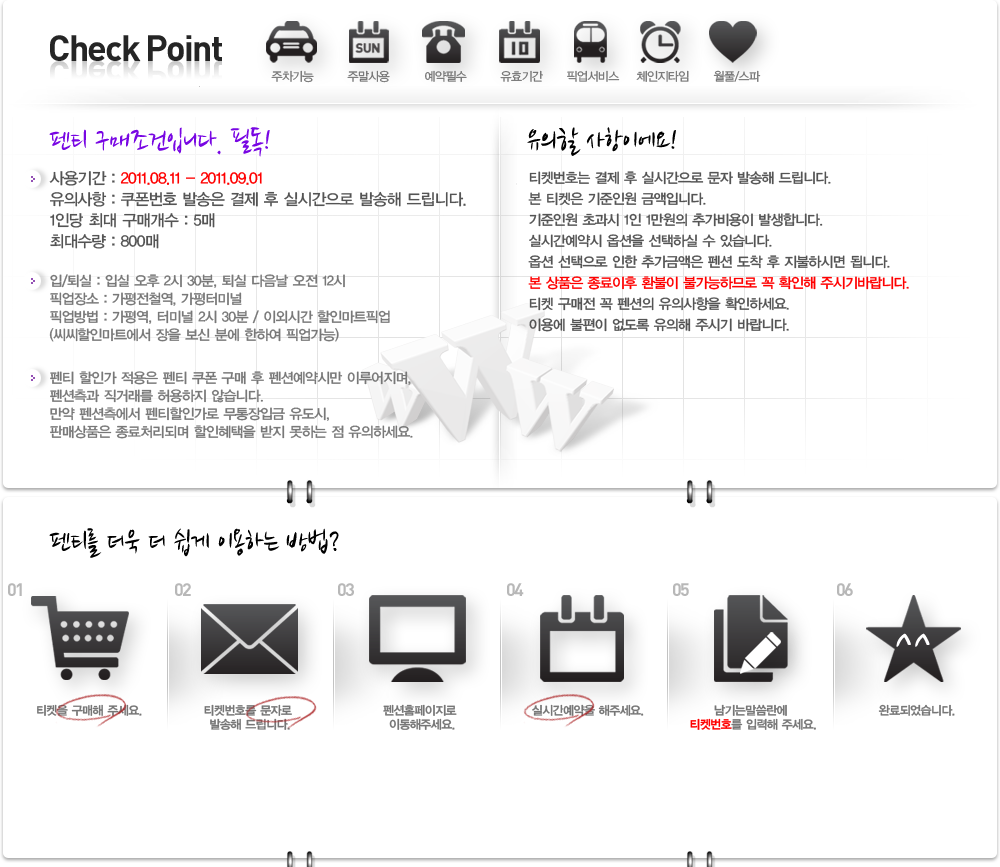 Check Point
SUN
10
주차가능 주말사용 예약필수 유효기간 픽업서비스 체인지타임 월풀/스파
펜티 구매조건입니다. 필독!
사용기간 : 2011.08.11 - 2011.09.01
유의사항 : 쿠폰번호 발송은 결제 후 실시간으로 발송해 드립니다.
1인당 최대 구매개수 : 5매
최대수량 : 800매
입/퇴실 : 입실 오후 2시 30분, 퇴실 다음날 오전 12시
픽업장소 : 가평전철역, 가평터미널
픽업방법 : 가평역, 터미널 2시 30분 / 이외시간 할인마트픽업
(씨씨할인마트에서 장을 보신 분에 한하여 픽업가능)
펜티 할인가 적용은 펜티 쿠폰 구매 후 펜션예약시만 이루어지며,
펜션측과 직거래를 허용하지 않습니다.
만약 펜션측에서 펜티할인가로 무통장입금 유도시,
판매상품은 종료처리되며 할인혜택을 받지 못하는 점 유의하세요.
유의할 사항이에요!
티켓번호는 결제 후 실시간으로 문자 발송해 드립니다.
본 티켓은 기준인원 금액입니다.
기준인원 초과시 1인 1만원의 추가비용이 발생합니다.
실시간예약시 옵션을 선택하실 수 있습니다.
옵션 선택으로 인한 추가금액은 펜션 도착 후 지불하시면 됩니다.
본 상품은 종료이후 환불이 불가능하므로 꼭 확인해 주시기바랍니다.
티켓 구매전 꼭 펜션의 유의사항을 확인하세요.
이용에 불편이 없도록 유의해 주시기 바랍니다.
W W W
펜티를 더욱 더 쉽게 이용하는 방법?
01
티켓을 구매해 주세요.
02
티켓번호를 문자로
발송해 드립니다.
03
펜션홈페이지로
이동해주세요.
04
실시간예약을 해주세요.
05
남기는말씀란에
티켓번호를 입력해 주세요.
06
완료되었습니다.